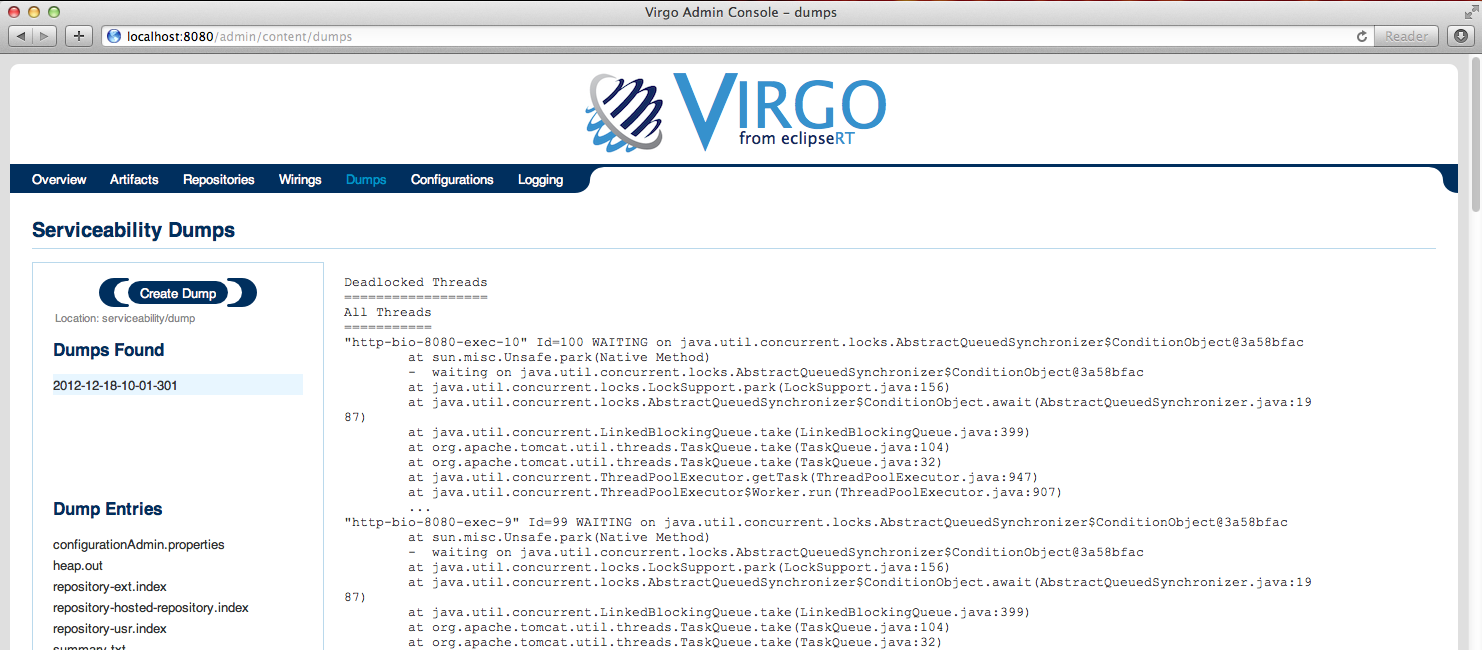 Virgo Admin Console – dumps
localhost:8080/admin/content/dumps
Reader
VIRGO
from eclipseRT
Overview Artifacts Repositories Wirings Dumps Configurations Logging
Serviceability Dumps
Create Dump
Location: serviceability/dump
Dumps Found
2012-12-18-10-01-301
Dump Entries
configurationAdmin.properties
heap.out
repository-ext.index
repository-hosted-repository.index
repository-usr.index
summary.txt
Deadlocked Threads
==================
All Threads
===========
"http-bio-8080-exec-10" Id=100 WAITING on java.util.concurrent.locks.AbstractQueuedSynchronizer$ConditionObject@3a58bfac
at sun.misc.Unsafe.park(Native Method)
- waiting on java.util.concurrent.locks.AbstractQueuedSynchronizer$ConditionObject@3a58bfac
at java.util.concurrent.locks.LockSupport.park(LockSupport.java:156)
at java.util.concurrent.locks.AbstractQueuedSynchronizer$ConditionObject.await(AbstractQueuedSynchronizer.java:19
87)
at java.util.concurrent.LinkedBlockingQueue.take(LinkedBlockingQueue.java:399)
at org.apache.tomcat.util.threads.TaskQueue.take(TaskQueue.java:104)
at org.apache.tomcat.util.threads.TaskQueue.take(TaskQueue.java:32)
at java.util.concurrent.ThreadPoolExecutor.getTask(ThreadPoolExecutor.java:947)
at java.util.concurrent.ThreadPoolExecutor$Worker.run(ThreadPoolExecutor.java:907)
...
"http-bio-8080-exec-9" Id=99 WAITING on java.util.concurrent.locks.AbstractQueuedSynchronizer$ConditionObject@3a58bfac
at sun.misc.Unsafe.park(Native Method)
- waiting on java.util.concurrent.locks.AbstractQueuedSynchronizer$ConditionObject@3a58bfac
at java.util.concurrent.locks.LockSupport.park(LockSupport.java:156)
at java.util.concurrent.locks.AbstractQueuedSynchronizer$ConditionObject.await(AbstractQueuedSynchronizer.java:19
87)
at java.util.concurrent.LinkedBlockingQueue.take(LinkedBlockingQueue.java:399)
at org.apache.tomcat.util.threads.TaskQueue.take(TaskQueue.java:104)
at org.apache.tomcat.util.threads.TaskQueue.take(TaskQueue.java:32)